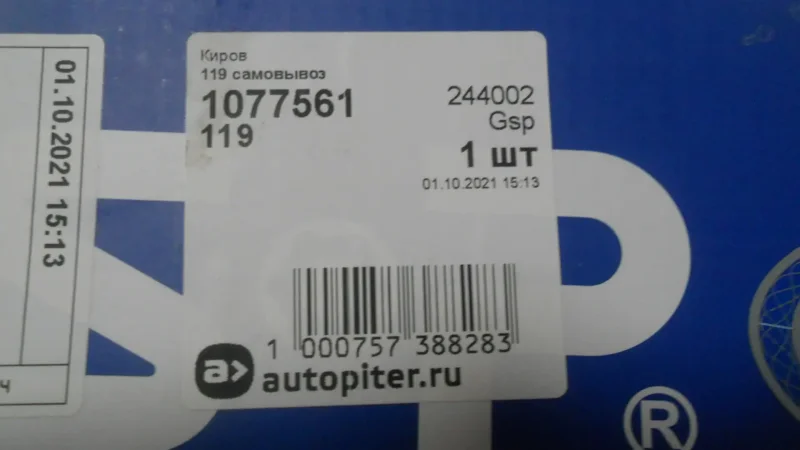 01.10.2021 15:13
ч
Киров
119 самовывоз
1077561
119
244002
Gsp
1 шт
01.10.2021 15:13
1 000757 388283
a>
autopiter.ru
SP
®